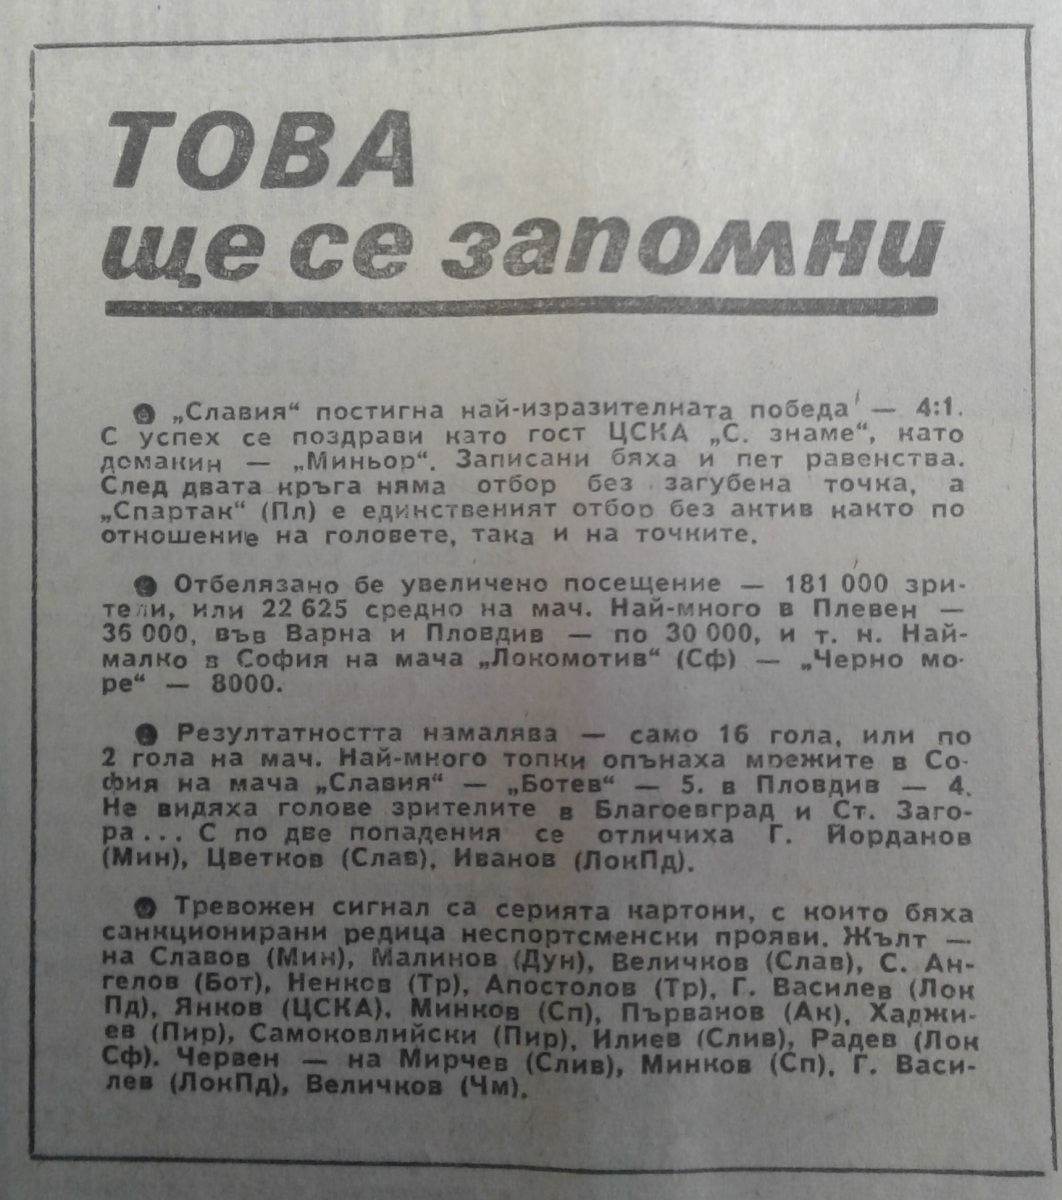 ТОВА
ще се запомни
● „Славия“ постигна най-изразителната победа — 4:1.
С успех се поздрави като гост ЦСКА „С. знаме“, като
домакин — „Миньор“. Записани бяха и пет равенства.
След двата кръга няма отбор без загубена точка, а
„Спартак“ (Пл) е единственият отбор без актив както по
отношение на головете, така и на точките.
● Отбелязано бе увеличено посещение — 181 000 зри-
тели, или 22 625 средно на мач. Най-много в Плевен —
36 000, във Варна и Пловдив — по 30 000, и т. н. Най-
малко в София на мача „Локомотив“ (Сф) — „Черно мо-
ре“ — 8000.
● Резултатността намалява — само 16 гола, или по
2 гола на мач. Най-много топки опънаха мрежите в Со-
фия на мача „Славия“ — „Ботев“ — 5. в Пловдив — 4.
Не видяха голове зрителите в Благоевград и Ст. Заго-
ра... С по две попадения се отличиха Г. Йорданов
(Мин), Цветков (Слав), Иванов (ЛокПд).
● Тревожен сигнал са серията картони, с които бяха
санкционирани редица неспортсменски прояви. Жълт —
на Славов (Мин), Малинов (Дун), Величков (Слав), С. Ан-
гелов (Бот), Ненков (Тр), Апостолов (Тр), Г. Василев (Лок
Пд), Янков (ЦСКА), Минков (Сп), Първанов (Ак), Хаджи-
ев (Пир), Самоковлийски (Пир), Илиев (Слив), Радев (Лок
Сф). Червен — на Мирчев (Слив), Минков (Сп), Г. Васи-
лев (ЛокПд), Величков (Чм).